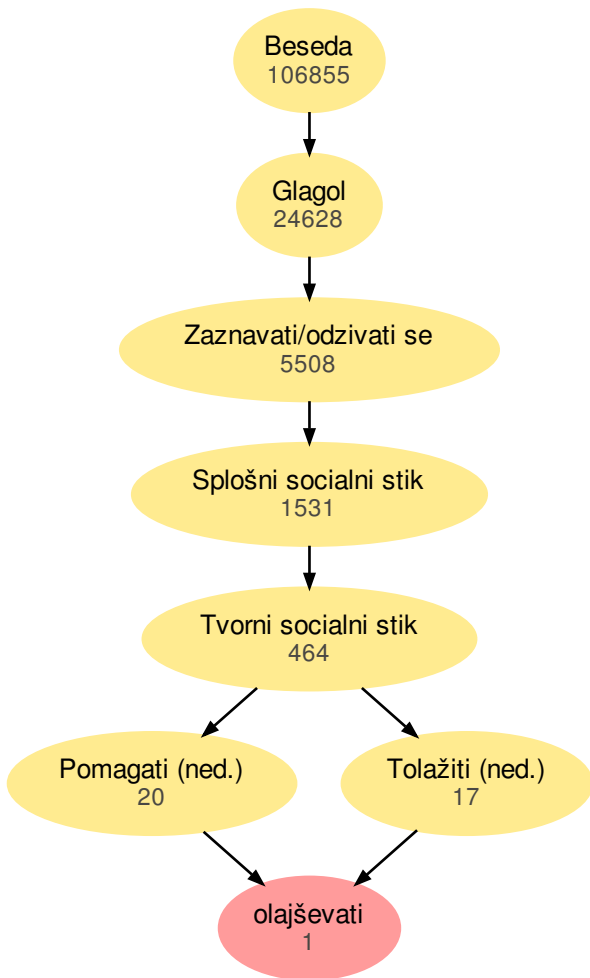 Beseda
106855
Glagol
24628
Zaznavati/odzivati se
5508
Splošni socialni stik
1531
Tvorni socialni stik
464
Pomagati (ned.)
20
Tolažiti (ned.)
17
olajševati
1